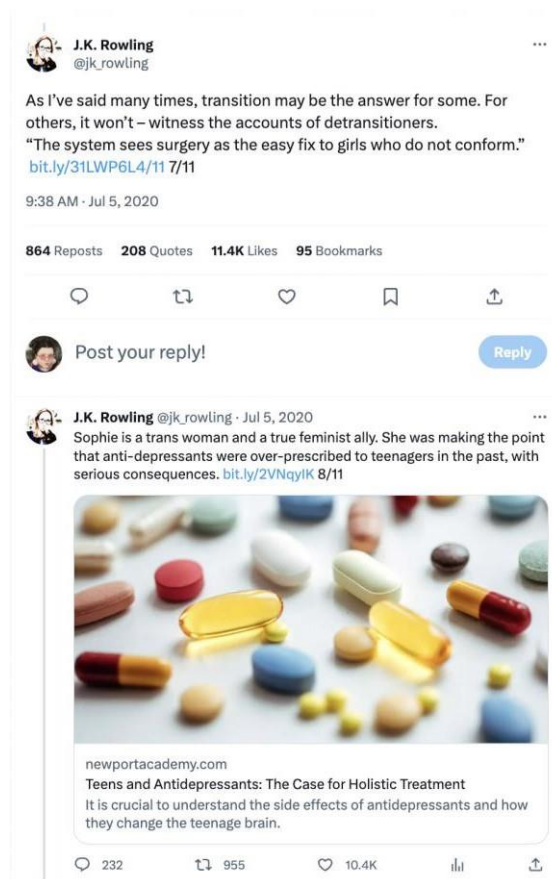 J.K. Rowling
@jk_rowling
As I’ve said many times, transition may be the answer for some. For
others, it won’t – witness the accounts of detransitioners.
“The system sees surgery as the easy fix to girls who do not conform.”
bit.ly/31LWP6L4/11 7/11
9:38 AM · Jul 5, 2020
864 Reposts 208 Quotes 11.4K Likes 95 Bookmarks
Post your reply!
Reply
J.K. Rowling @jk_rowling · Jul 5, 2020
Sophie is a trans woman and a true feminist ally. She was making the point
that anti-depressants were over-prescribed to teenagers in the past, with
serious consequences. bit.ly/2VNqylK 8/11
newportacademy.com
Teens and Antidepressants: The Case for Holistic Treatment
It is crucial to understand the side effects of antidepressants and how
they change the teenage brain.
232 955 10.4K